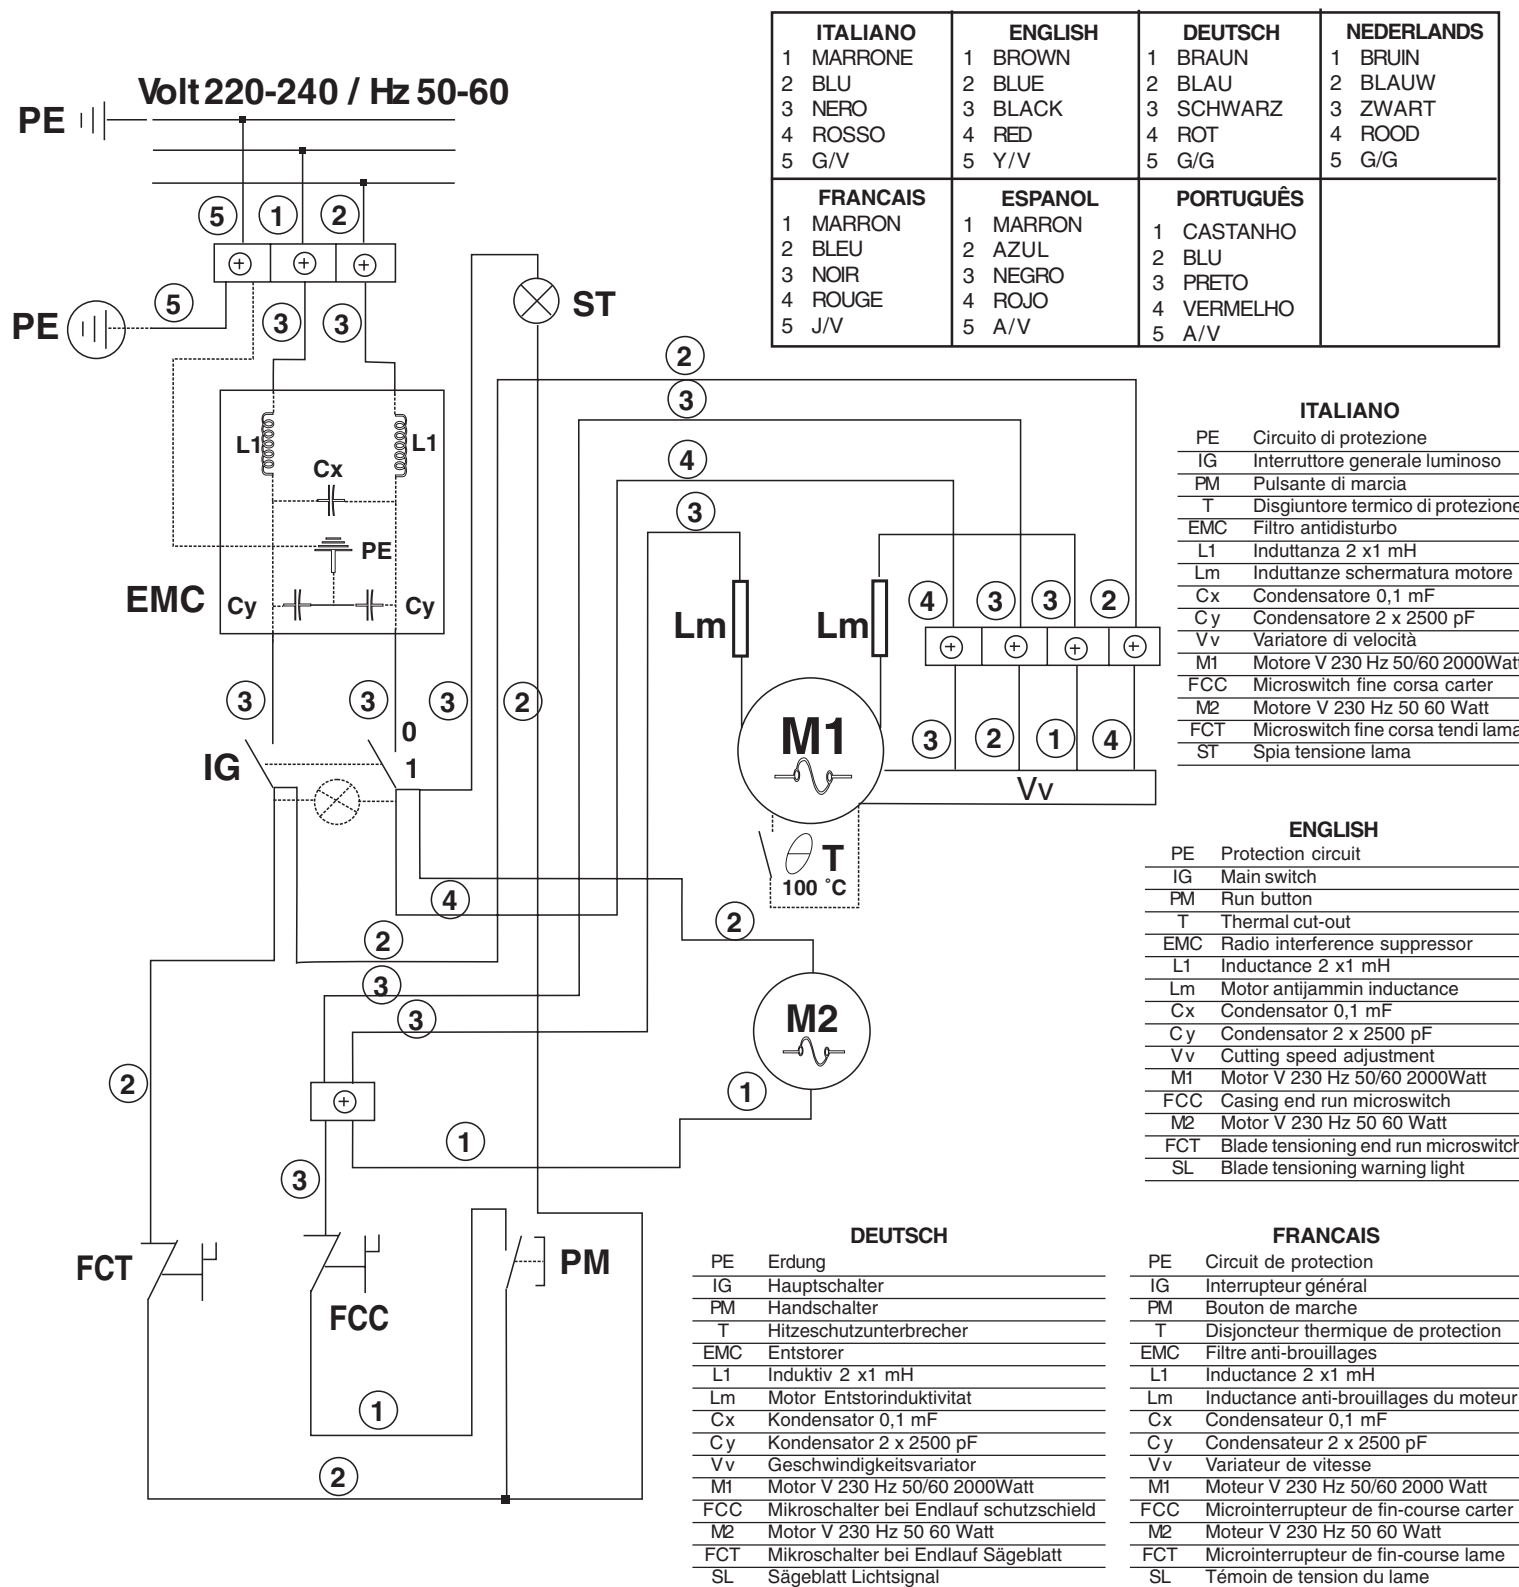 Volt 220-240 / Hz 50-60
PE
5 1 2
PE
5 3 3
ST
ITALIANO
1 MARRONE
2 BLU
3 NERO
4 ROSSO
5 G/V
ENGLISH
1 BROWN
2 BLUE
3 BLACK
4 RED
5 Y/V
DEUTSCH
1 BRAUN
2 BLAU
3 SCHWARZ
4 ROT
5 G/G
NEDERLANDS
1 BRUIN
2 BLAUW
3 ZWART
4 ROOD
5 G/G
FRANCAIS
1 MARRON
2 BLEU
3 NOIR
4 ROUGE
5 J/V
ESPANOL
1 MARRON
2 AZUL
3 NEGRO
4 ROJO
5 A/V
PORTUGUÊS
1 CASTANHO
2 BLU
3 PRETO
4 VERMELHO
5 A/V
2
3
4
3
L1 L1
Cx
PE
EMC Cy Cy
Lm Lm
4 3 3 2
3 3 3 2
0
1
IG
M1
3 2 1 4
Vv
T
100 °C
4
2
2
3
3
M2
2
1
1
3
FCT
FCC
PM
1
2
ITALIANO
PE Circuito di protezione
IG Interruttore generale luminoso
PM Pulsante di marcia
T Disgiuntore termico di protezione
EMC Filtro antidisturbo
L1 Induttanza 2 x1 mH
Lm Induttanze schermatura motore
Cx Condensatore 0,1 mF
Cy Condensatore 2 x 2500 pF
Vv Variatore di velocità
M1 Motore V 230 Hz 50/60 2000Watt
FCC Microswitch fine corsa carter
M2 Motore V 230 Hz 50 60 Watt
FCT Microswitch fine corsa tendi lama
ST Spia tensione lama
ENGLISH
PE Protection circuit
IG Main switch
PM Run button
T Thermal cut-out
EMC Radio interference suppressor
L1 Inductance 2 x1 mH
Lm Motor antijammin inductance
Cx Condensator 0,1 mF
Cy Condensator 2 x 2500 pF
Vv Cutting speed adjustment
M1 Motor V 230 Hz 50/60 2000Watt
FCC Casing end run microswitch
M2 Motor V 230 Hz 50 60 Watt
FCT Blade tensioning end run microswitch
SL Blade tensioning warning light
DEUTSCH
PE Erdung
IG Hauptschalter
PM Handschalter
T Hitzeschutzunterbrecher
EMC Entstorer
L1 Induktiv 2 x1 mH
Lm Motor Entstorinduktivitat
Cx Kondensator 0,1 mF
Cy Kondensator 2 x 2500 pF
Vv Geschwindigkeitsvariator
M1 Motor V 230 Hz 50/60 2000Watt
FCC Mikroschalter bei Endlauf schutzschield
M2 Motor V 230 Hz 50 60 Watt
FCT Mikroschalter bei Endlauf Sägeblatt
SL Sägeblatt Lichtsignal
FRANCAIS
PE Circuit de protection
IG Interrupteur général
PM Bouton de marche
T Disjoncteur thermique de protection
EMC Filtre anti-brouillages
L1 Inductance 2 x1 mH
Lm Inductance anti-brouillages du moteur
Cx Condensateur 0,1 mF
Cy Condensateur 2 x 2500 pF
Vv Variateur de vitesse
M1 Moteur V 230 Hz 50/60 2000 Watt
FCC Microinterrupteur de fin-course carter
M2 Moteur V 230 Hz 50 60 Watt
FCT Microinterrupteur de fin-course lame
SL Témoin de tension du lame